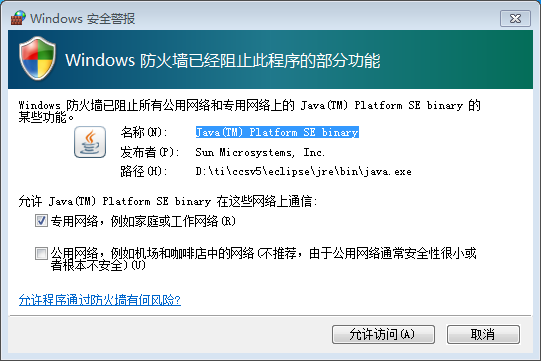 Windows 安全警报
Windows 防火墙已经阻止此程序的部分功能
Windows 防火墙已阻止所有公用网络和专用网络上的 Java(TM) Platform SE binary 的
某些功能。
名称(N): Java(TM) Platform SE binary
发布者(P): Sun Microsystems, Inc.
路径(H): D:\ti\ccsv5\eclipse\jre\bin\java.exe
允许 Java(TM) Platform SE binary 在这些网络上通信:
专用网络，例如家庭或工作网络(R)
公用网络，例如机场和咖啡店中的网络(不推荐，由于公用网络通常安全性很小或
者根本不安全)(U)
允许程序通过防火墙有何风险?
允许访问(A) 取消